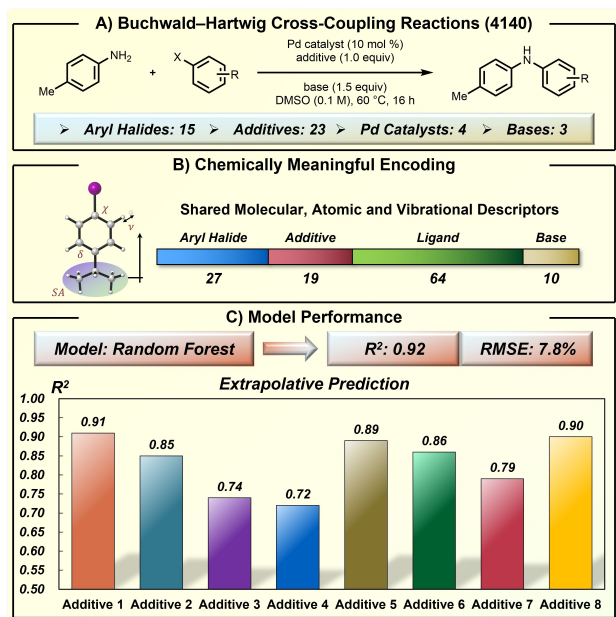 A) Buchwald–Hartwig Cross-Coupling Reactions (4140)
NH2
Me
+
X
R
Pd catalyst (10 mol %)
additive (1.0 equiv)
base (1.5 equiv)
DMSO (0.1 M), 60 °C, 16 h
H
N
Me
R
➢ Aryl Halides: 15 ➢ Additives: 23 ➢ Pd Catalysts: 4 ➢ Bases: 3
B) Chemically Meaningful Encoding
χ
ν
δ
SA
Shared Molecular, Atomic and Vibrational Descriptors
Aryl Halide Additive Ligand Base
27 19 64 10
C) Model Performance
Model: Random Forest R²: 0.92 RMSE: 7.8%
R² Extrapolative Prediction
1.00
0.95
0.90
0.85
0.80
0.75
0.70
0.65
0.60
0.55
0.50
0.91 0.85 0.74 0.72 0.89 0.86 0.79 0.90
Additive 1 Additive 2 Additive 3 Additive 4 Additive 5 Additive 6 Additive 7 Additive 8